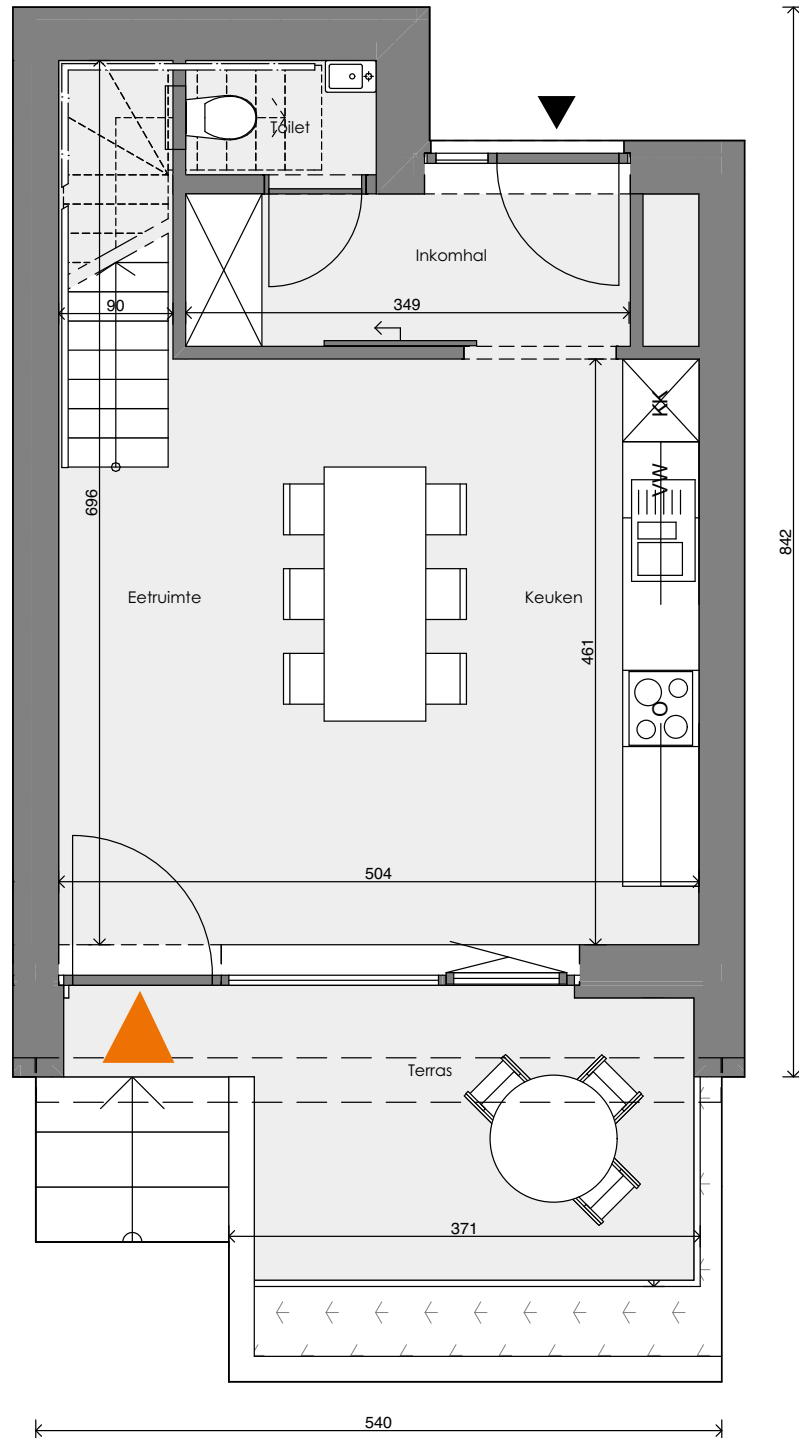 Toilet
Inkomhal
90
349
KK
VW
696
842
Eetruimte
Keuken
461
O
504
Terras
371
540